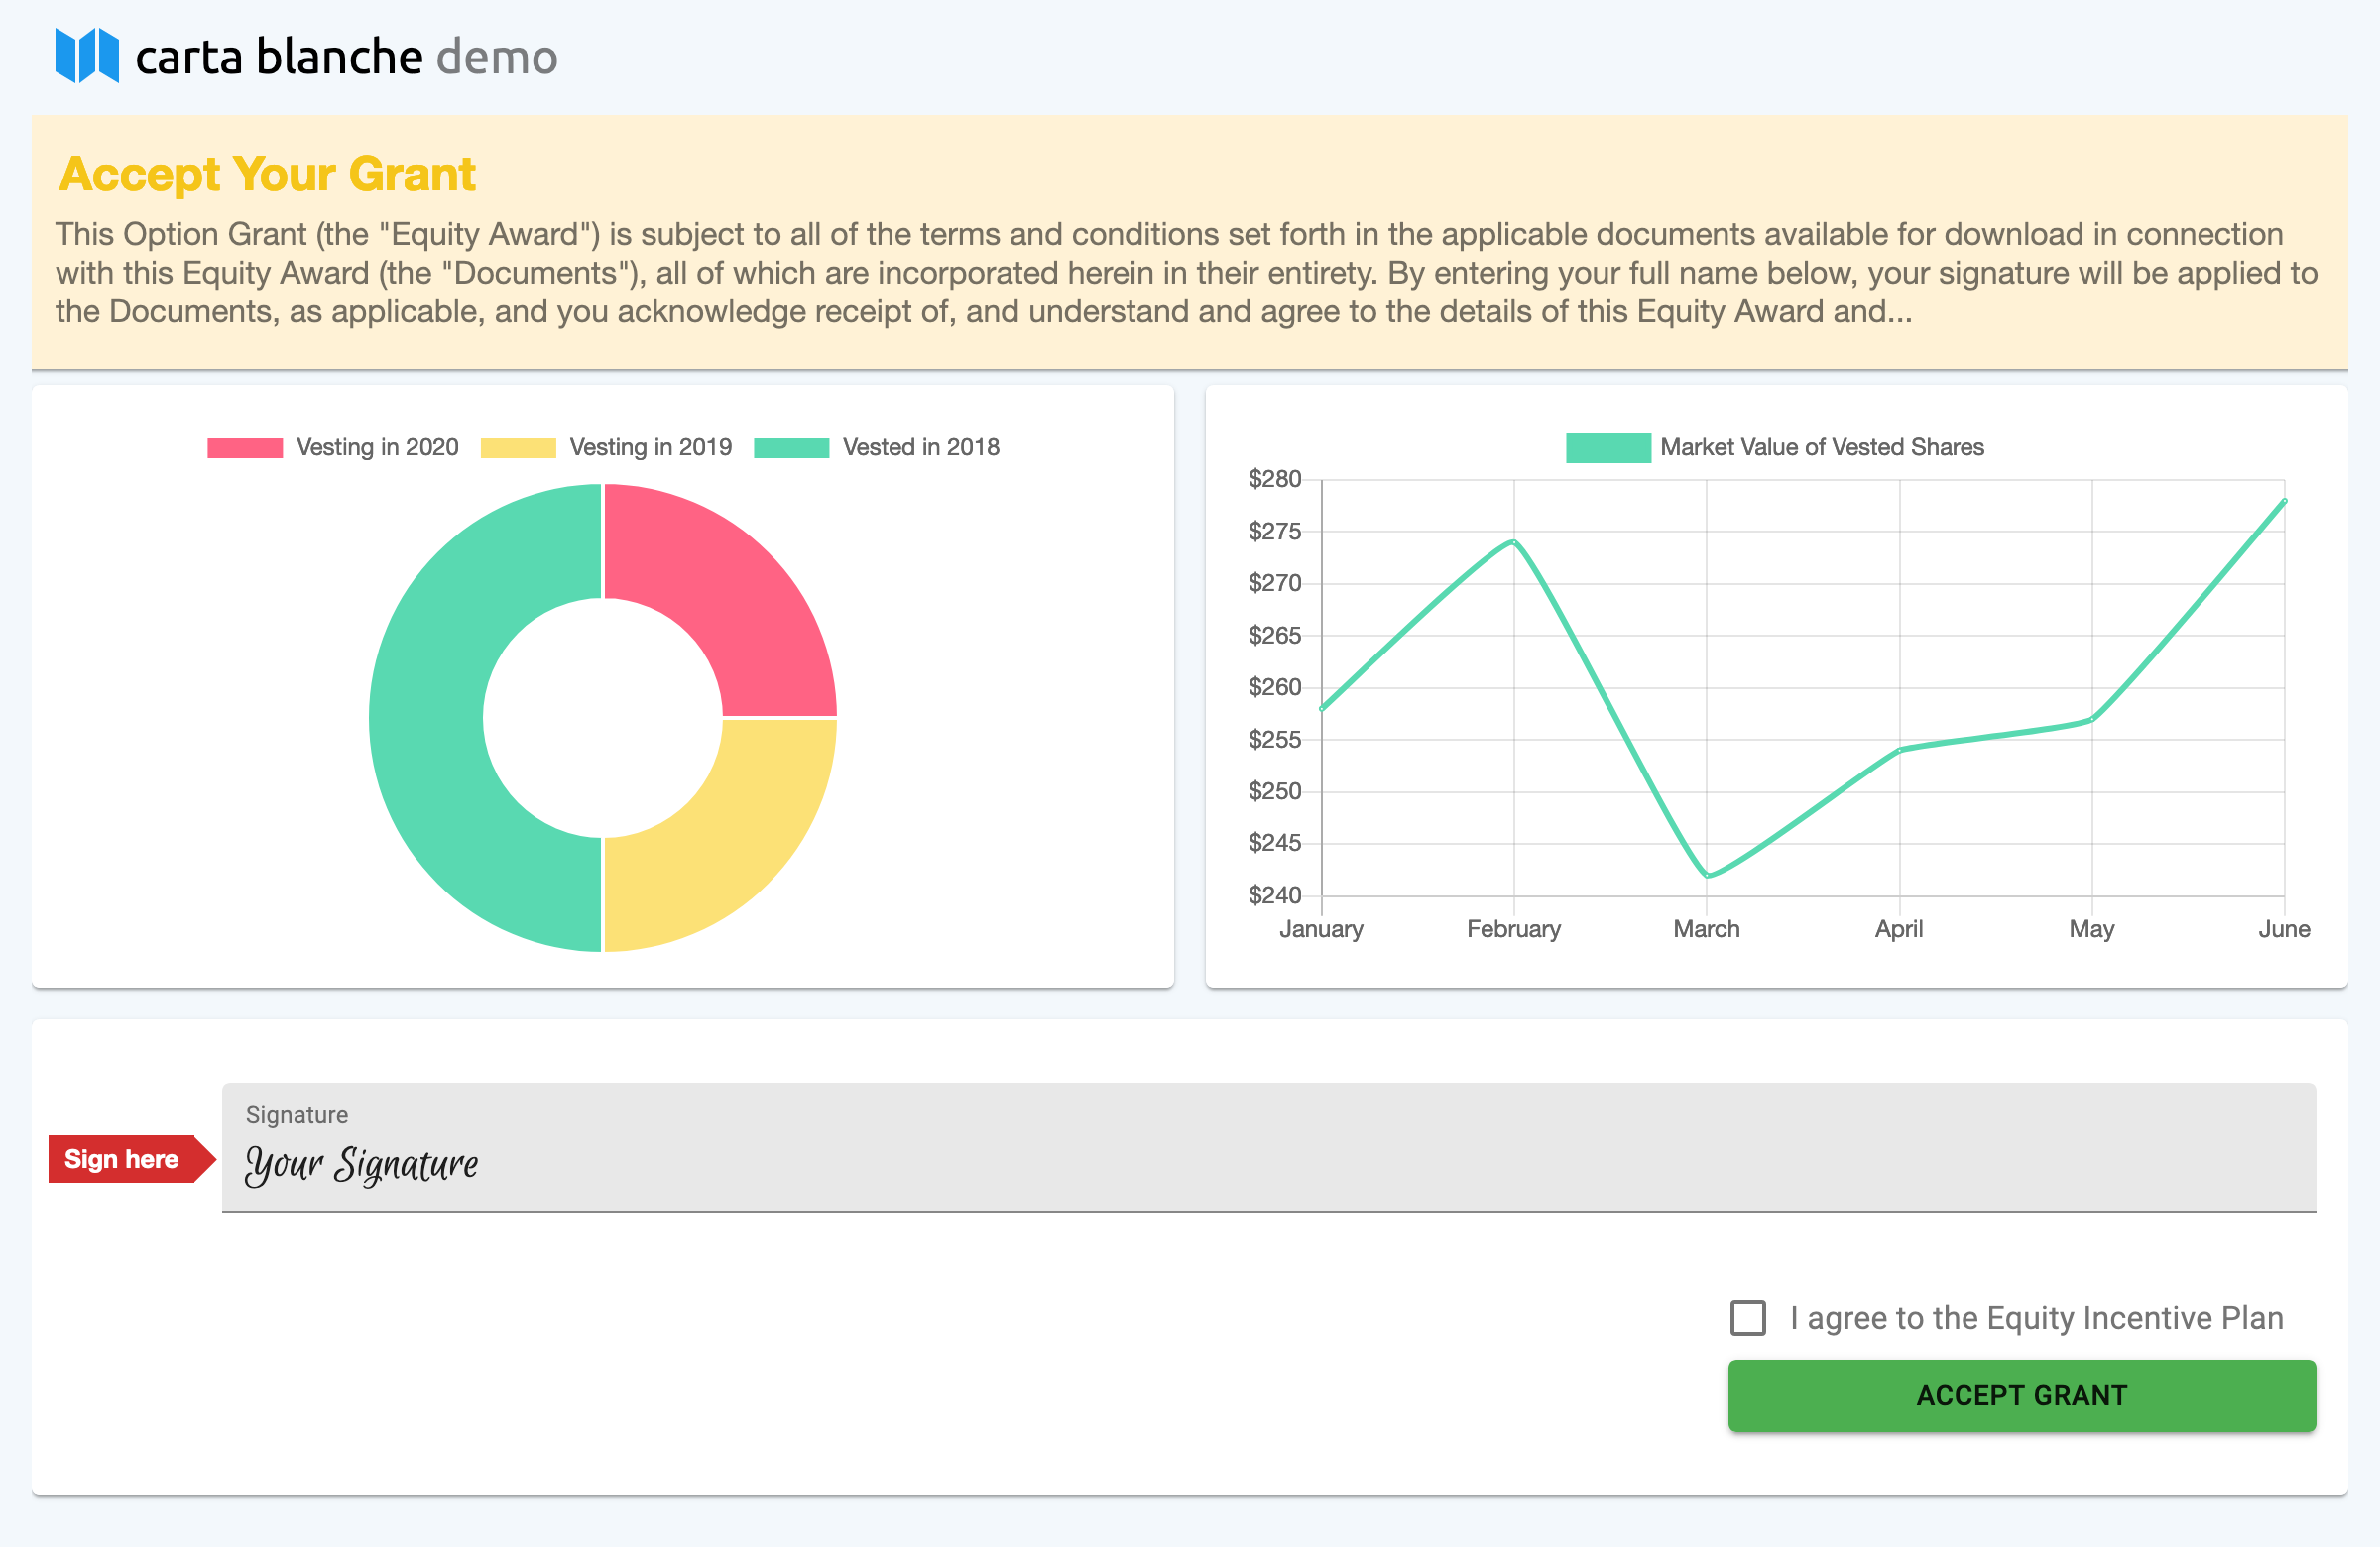 carta blanche demo
Accept Your Grant
This Option Grant (the "Equity Award") is subject to all of the terms and conditions set forth in the applicable documents available for download in connection
with this Equity Award (the "Documents"), all of which are incorporated herein in their entirety. By entering your full name below, your signature will be applied to
the Documents, as applicable, and you acknowledge receipt of, and understand and agree to the details of this Equity Award and...
Vesting in 2020 Vesting in 2019 Vested in 2018
Market Value of Vested Shares
$280
$275
$270
$265
$260
$255
$250
$245
$240
January February March April May June
Signature
Sign here
Your Signature
I agree to the Equity Incentive Plan
ACCEPT GRANT